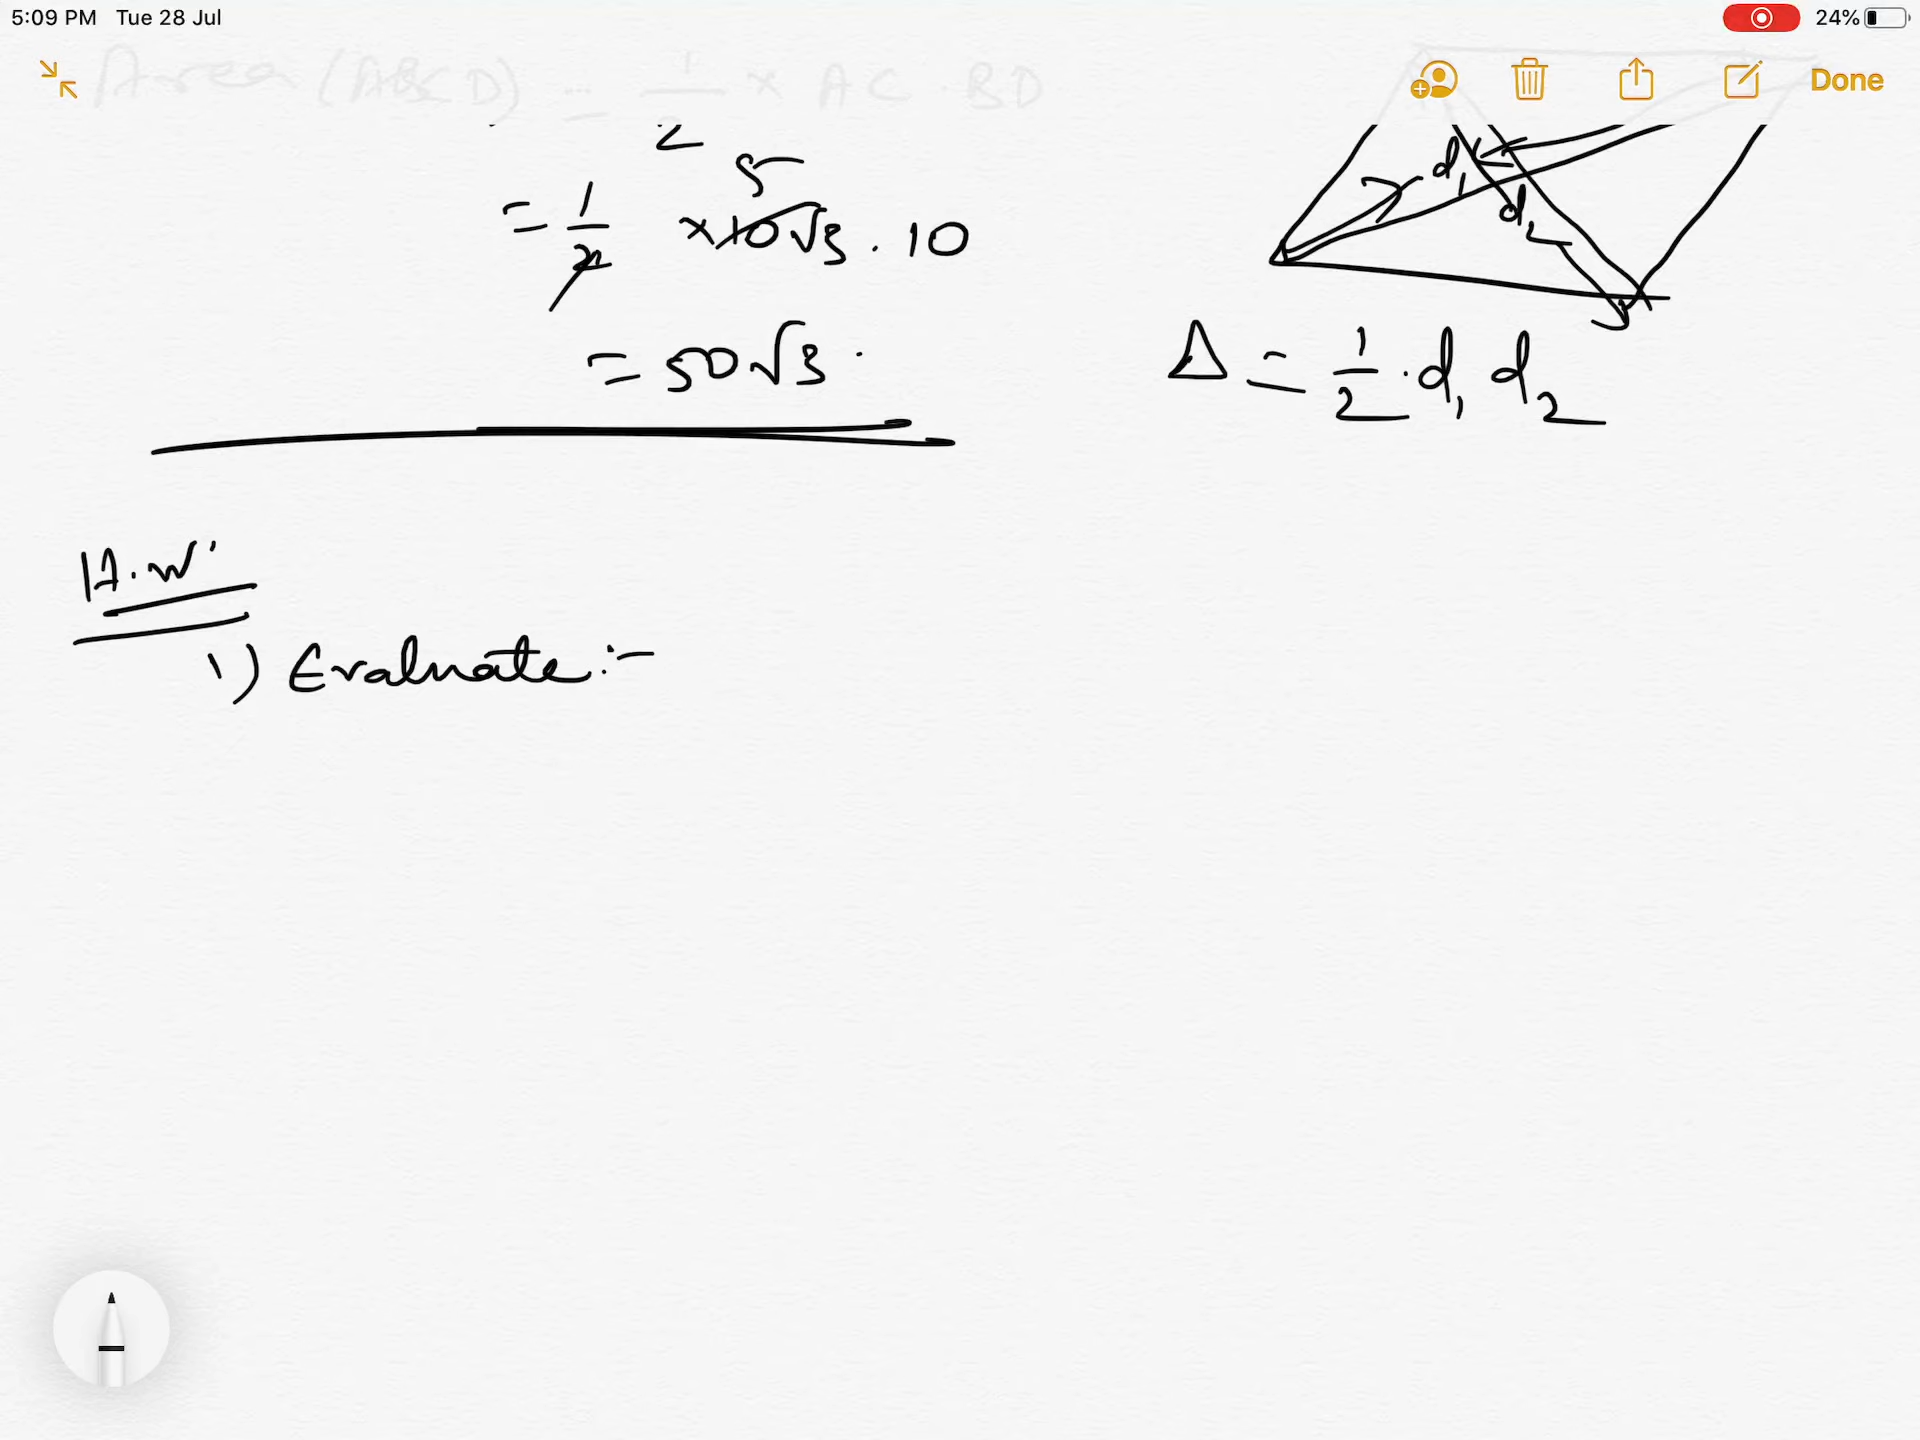 5:09 PM Tue 28 Jul
24%
Done
Area (ABCD) = 1/2 × AC · BD
= 1/2 × 10√3 · 10
5
= 50√3 ·
d₁
d₂
Δ = 1/2 · d₁ d₂
H.W.
1) Evaluate :-